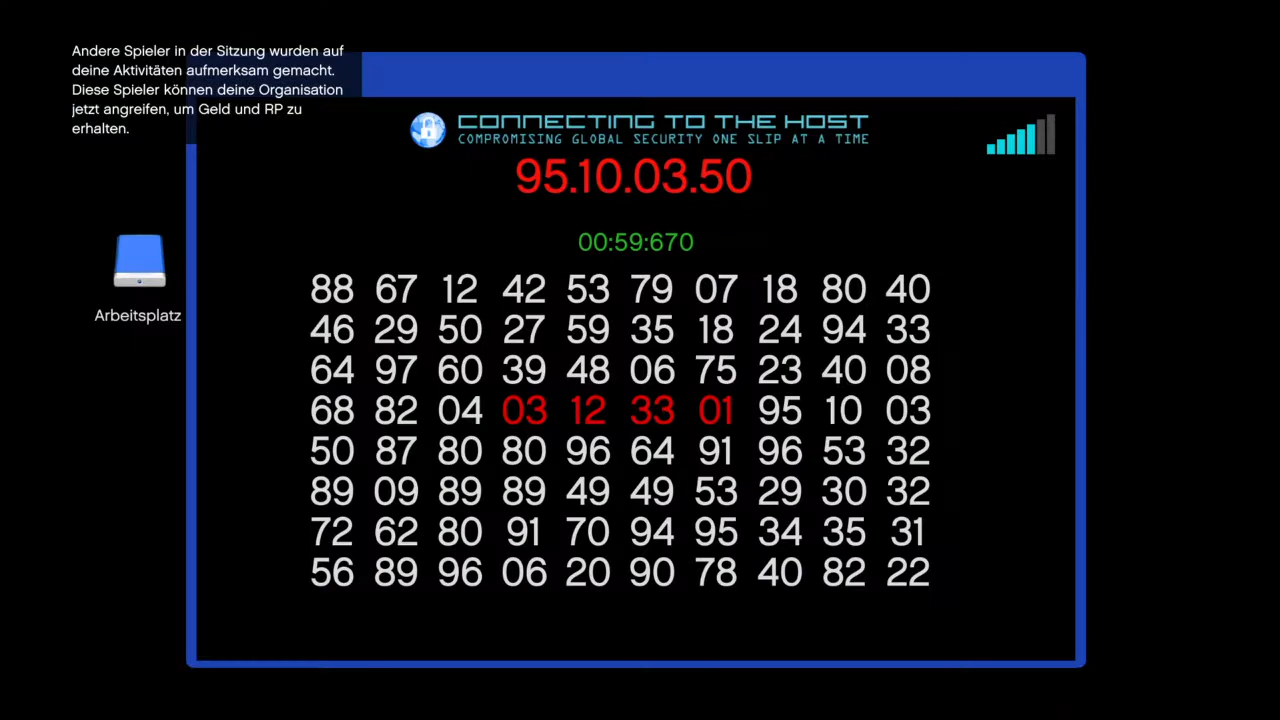 Andere Spieler in der Sitzung wurden auf
deine Aktivitäten aufmerksam gemacht.
Diese Spieler können deine Organisation
jetzt angreifen, um Geld und RP zu
erhalten.
CONNECTING TO THE HOST
COMPROMISING GLOBAL SECURITY ONE SLIP AT A TIME
95.10.03.50
00:59:670
Arbeitsplatz
88 67 12 42 53 79 07 18 80 40
46 29 50 27 59 35 18 24 94 33
64 97 60 39 48 06 75 23 40 08
68 82 04 03 12 33 01 95 10 03
50 87 80 80 96 64 91 96 53 32
89 09 89 89 49 49 53 29 30 32
72 62 80 91 70 94 95 34 35 31
56 89 96 06 20 90 78 40 82 22